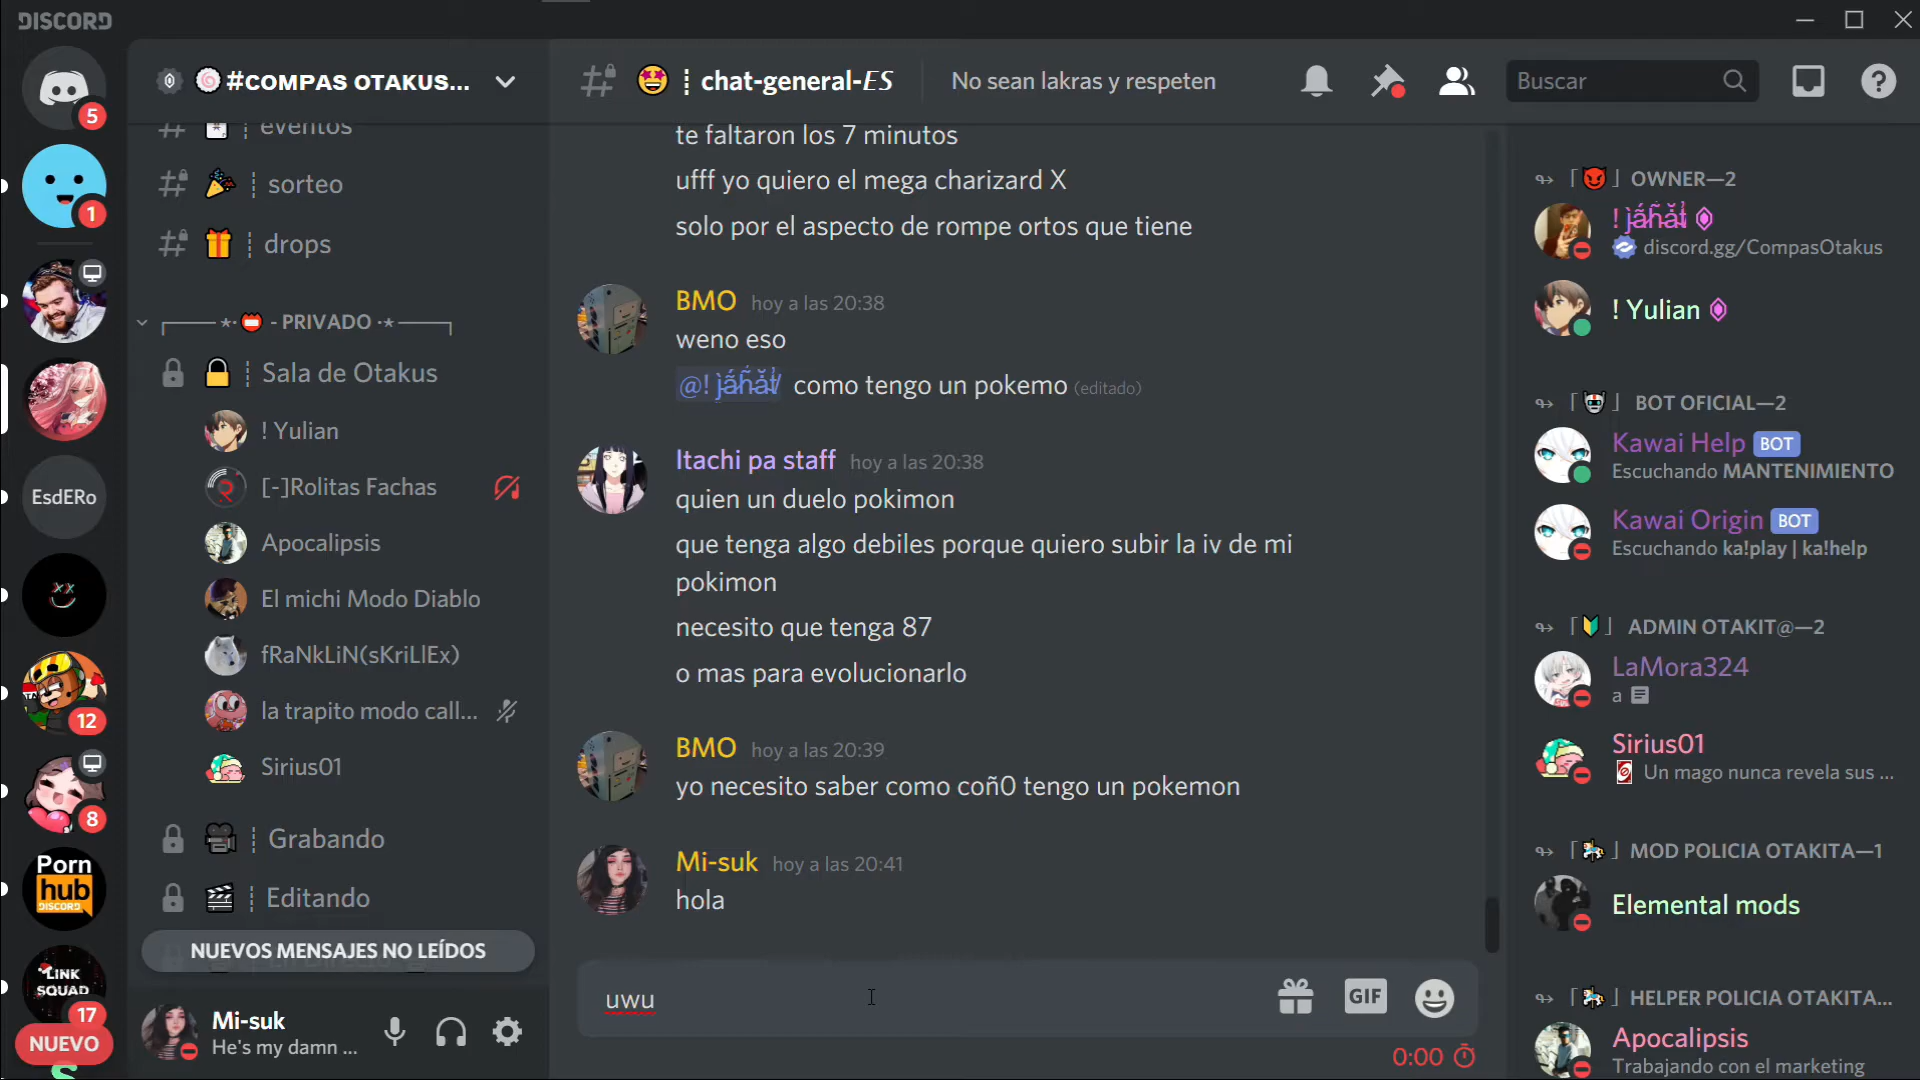 DISCORD
5
1
EsdERo
12
8
Porn
hub
DISCORD
LINK
SQUAD
17
NUEVO
#COMPAS OTAKUS...
eventos
sorteo
drops
- PRIVADO
Sala de Otakus
! Yulian
[-]Rolitas Fachas
Apocalipsis
El michi Modo Diablo
fRaNkLiN(sKriLlEx)
la trapito modo call...
Sirius01
Grabando
Editando
NUEVOS MENSAJES NO LEÍDOS
Mi-suk
He's my damn ...
chat-general-ES
No sean lakras y respeten
Buscar
te faltaron los 7 minutos
ufff yo quiero el mega charizard X
solo por el aspecto de rompe ortos que tiene
BMO hoy a las 20:38
weno eso
@! jahat como tengo un pokemo (editado)
Itachi pa staff hoy a las 20:38
quien un duelo pokimon
que tenga algo debiles porque quiero subir la iv de mi
pokimon
necesito que tenga 87
o mas para evolucionarlo
BMO hoy a las 20:39
yo necesito saber como coñ0 tengo un pokemon
Mi-suk hoy a las 20:41
hola
uwu
GIF
0:00
OWNER—2
! jahat
discord.gg/CompasOtakus
! Yulian
BOT OFICIAL—2
Kawai Help BOT
Escuchando MANTENIMIENTO
Kawai Origin BOT
Escuchando ka!play | ka!help
ADMIN OTAKIT@—2
LaMora324
a
Sirius01
Un mago nunca revela sus ...
MOD POLICIA OTAKITA—1
Elemental mods
HELPER POLICIA OTAKITA...
Apocalipsis
Trabajando con el marketing